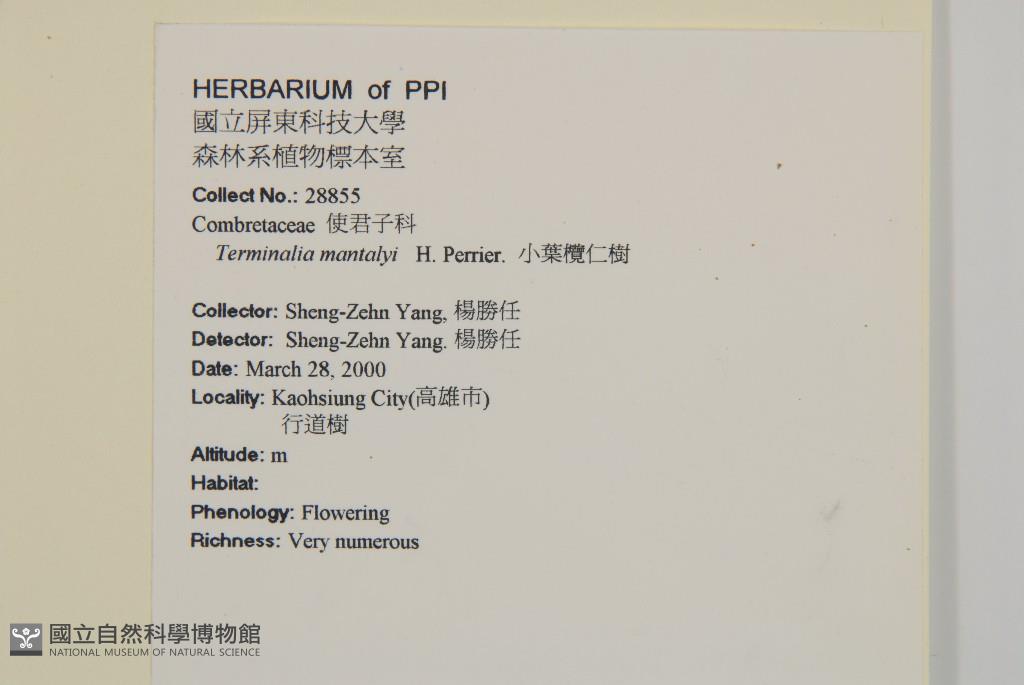 HERBARIUM of PPI
國立屏東科技大學
森林系植物標本室
Collect No.: 28855
Combretaceae 使君子科
Terminalia mantalyi H. Perrier. 小葉欖仁樹
Collector: Sheng-Zehn Yang, 楊勝任
Detector: Sheng-Zehn Yang. 楊勝任
Date: March 28, 2000
Locality: Kaohsiung City(高雄市)
行道樹
Altitude: m
Habitat:
Phenology: Flowering
Richness: Very numerous
國立自然科學博物館
NATIONAL MUSEUM OF NATURAL SCIENCE